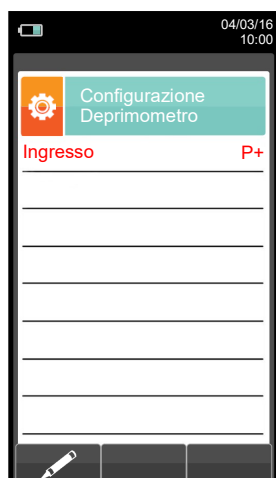 04/03/16
10:00
Configurazione
Deprimometro
Ingresso P+